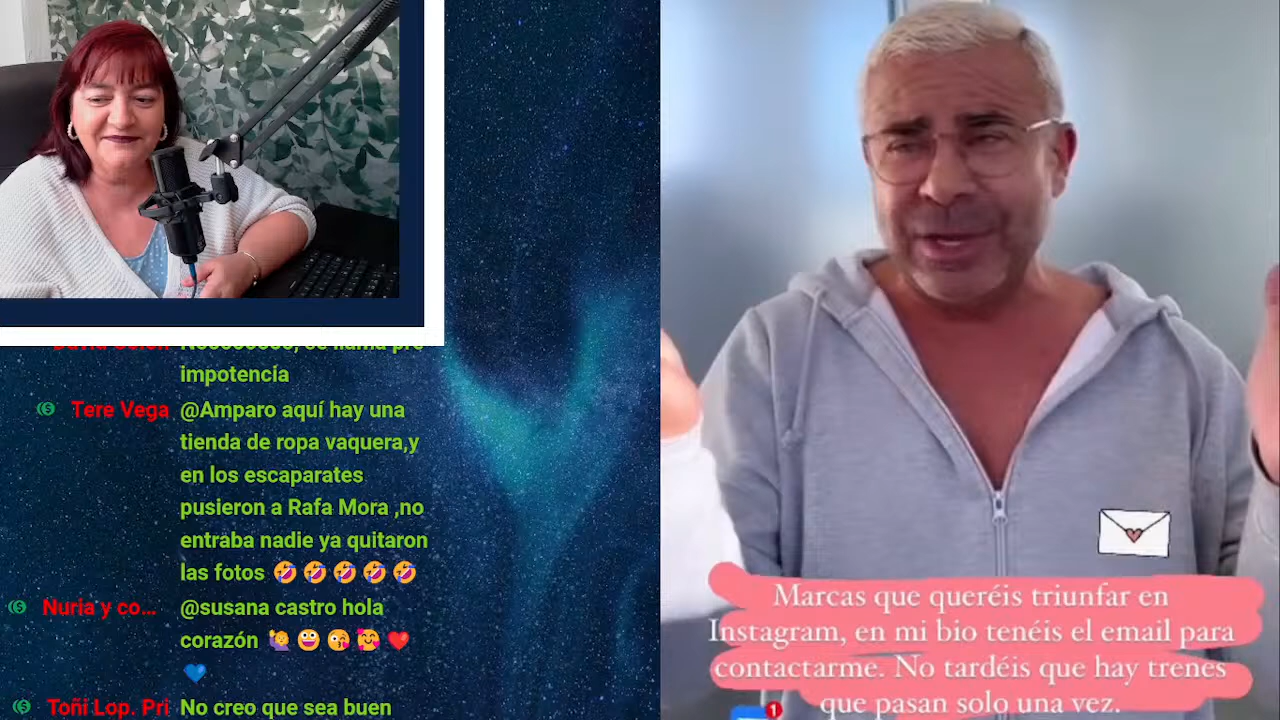 impotencía
Tere Vega @Amparo aquí hay una
tienda de ropa vaquera,y
en los escaparates
pusieron a Rafa Mora ,no
entraba nadie ya quitaron
las fotos 🤣🤣🤣🤣🤣
Nuria y co... @susana castro hola
corazón 🙋😀😘🥰❤️
💙
Toñi Lop. Pri No creo que sea buen
Marcas que queréis triunfar en
Instagram, en mi bio tenéis el email para
contactarme. No tardéis que hay trenes
que pasan solo una vez.
1